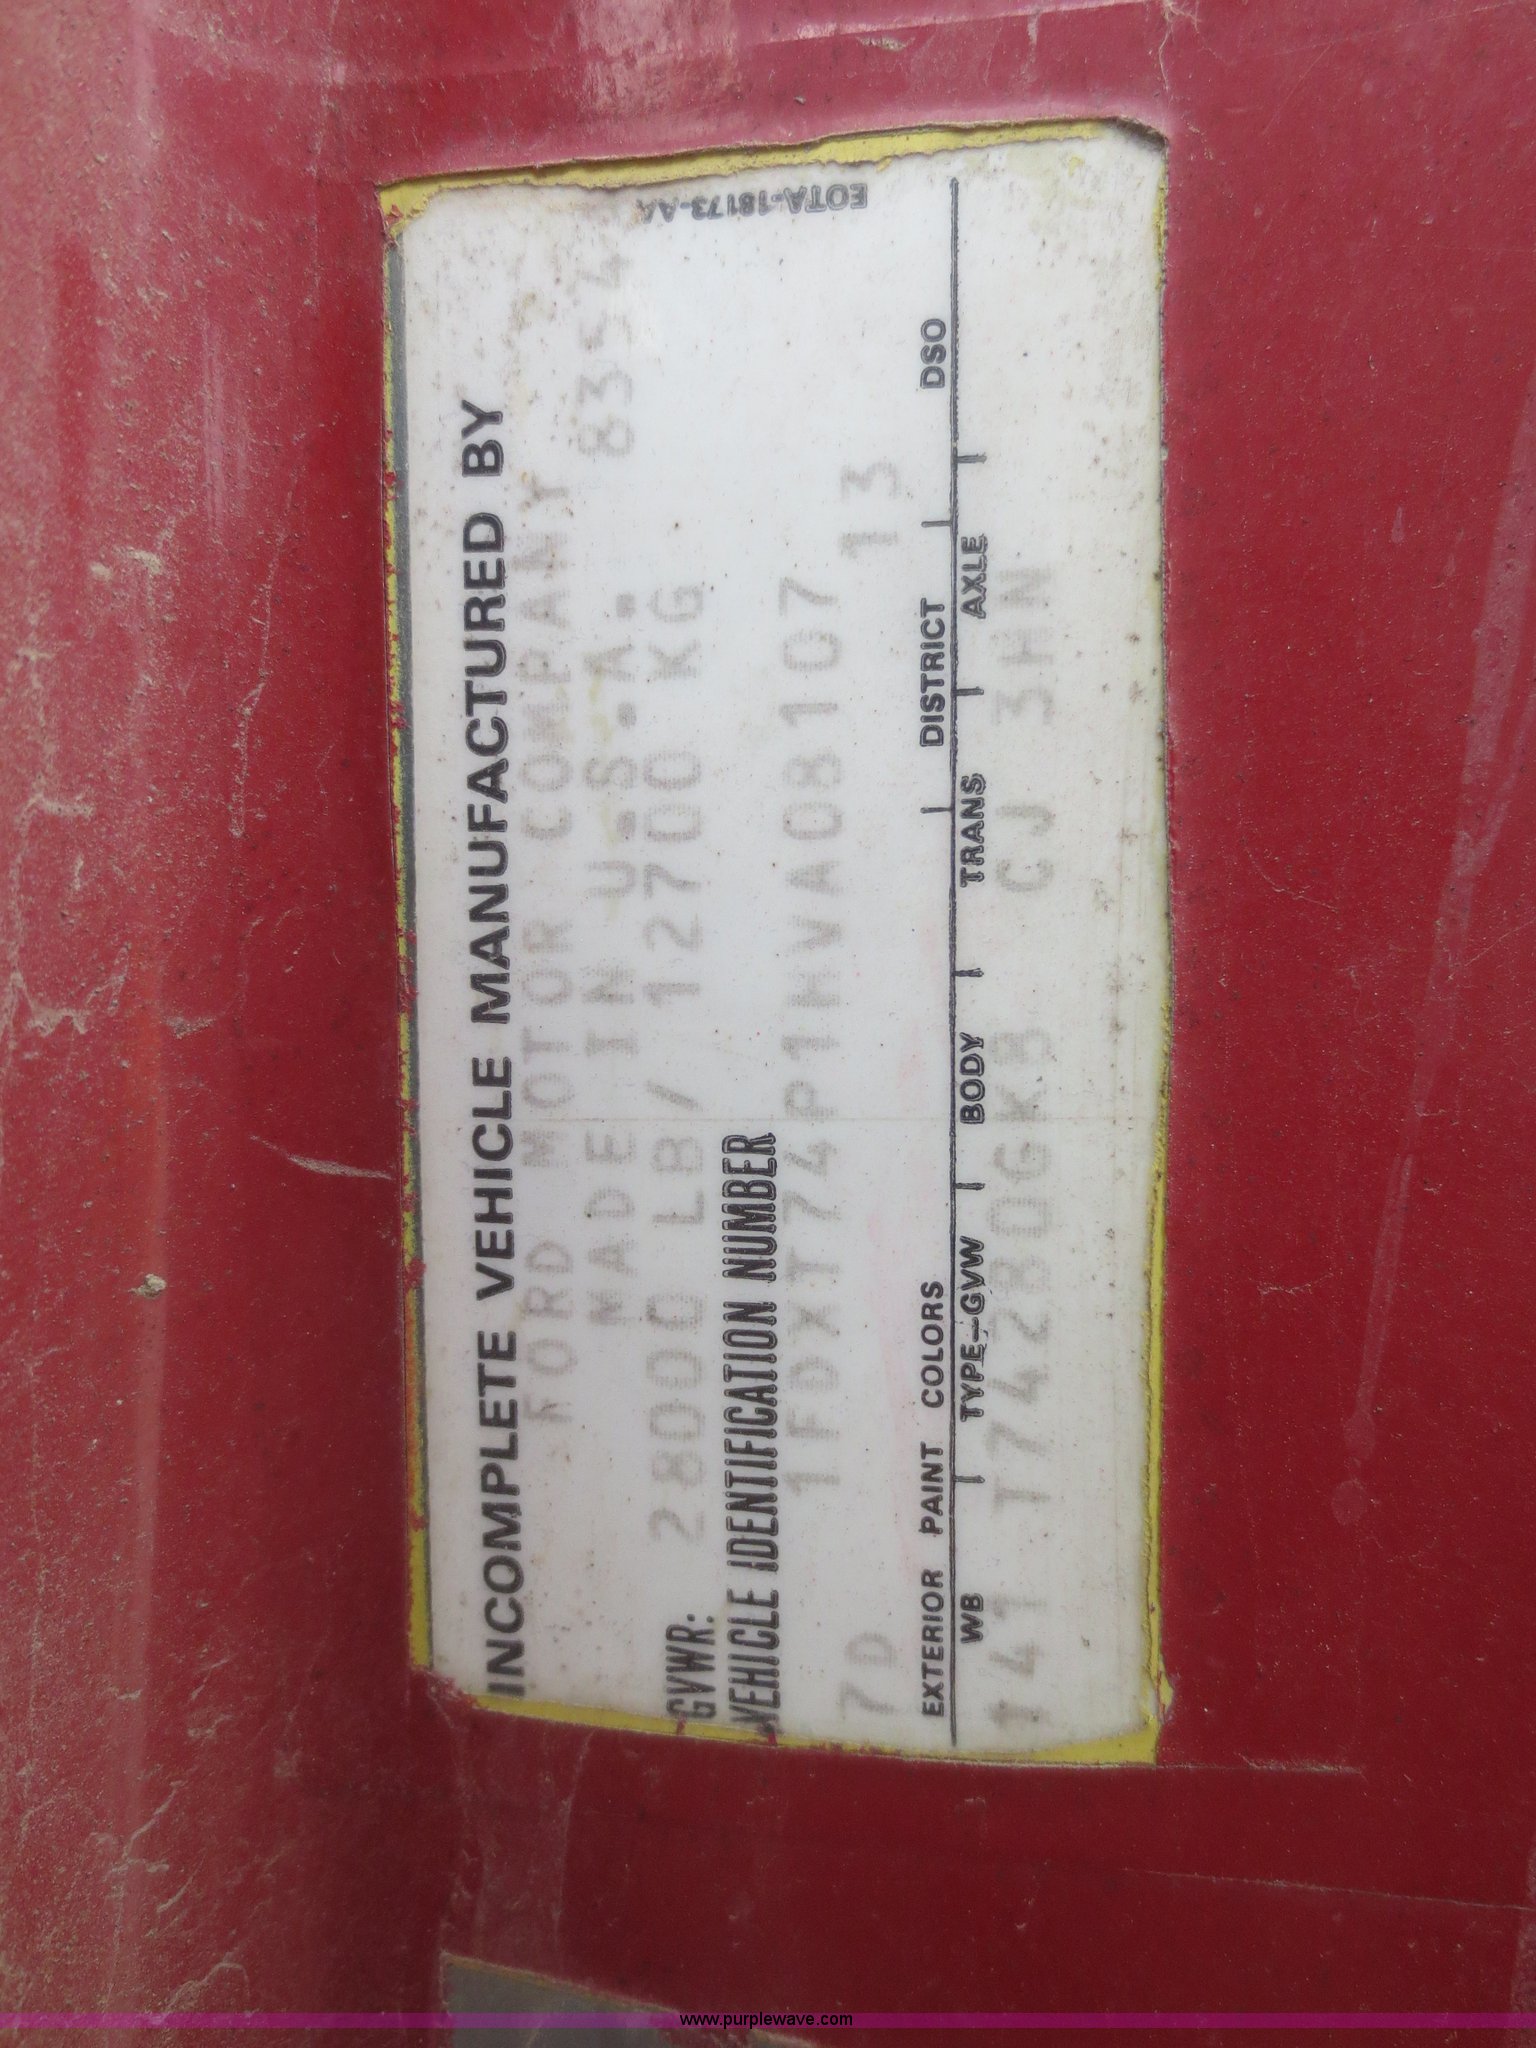 INCOMPLETE VEHICLE MANUFACTURED BY
FORD MOTOR COMPANY
MADE IN U.S.A. 8354
GVWR: 28000 LB/ 12700 KG
VEHICLE IDENTIFICATION NUMBER
1FDXT74P1HVA08107
7D 13
EXTERIOR PAINT COLORS DISTRICT DSO
WB TYPE-GVW BODY TRANS AXLE
141 T74280GKB CJ 3HN
EOTA-18173-AA
www.purplewave.com